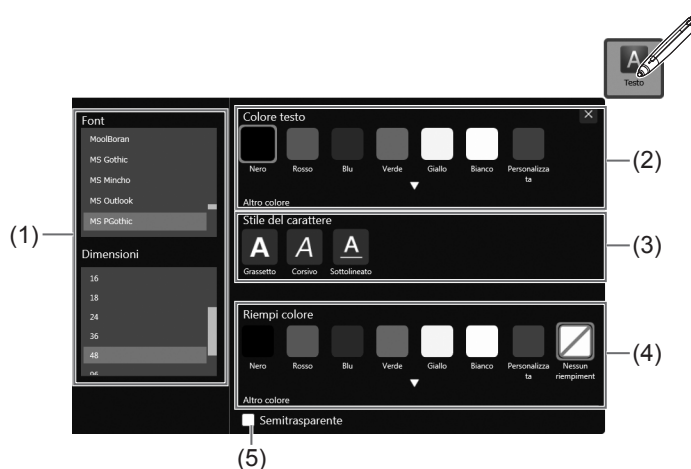 A
Testo
Font
MoolBoran
MS Gothic
MS Mincho
MS Outlook
MS PGothic
Dimensioni
16
18
24
36
48
96
(1)
Colore testo
Nero
Rosso
Blu
Verde
Giallo
Bianco
Personalizza
ta
Altro colore
(2)
Stile del carattere
A
A
A
Grassetto
Corsivo
Sottolineato
(3)
Riempi colore
Nero
Rosso
Blu
Verde
Giallo
Bianco
Personalizza
ta
Nessun
riempiment
Altro colore
(4)
Semitrasparente
(5)